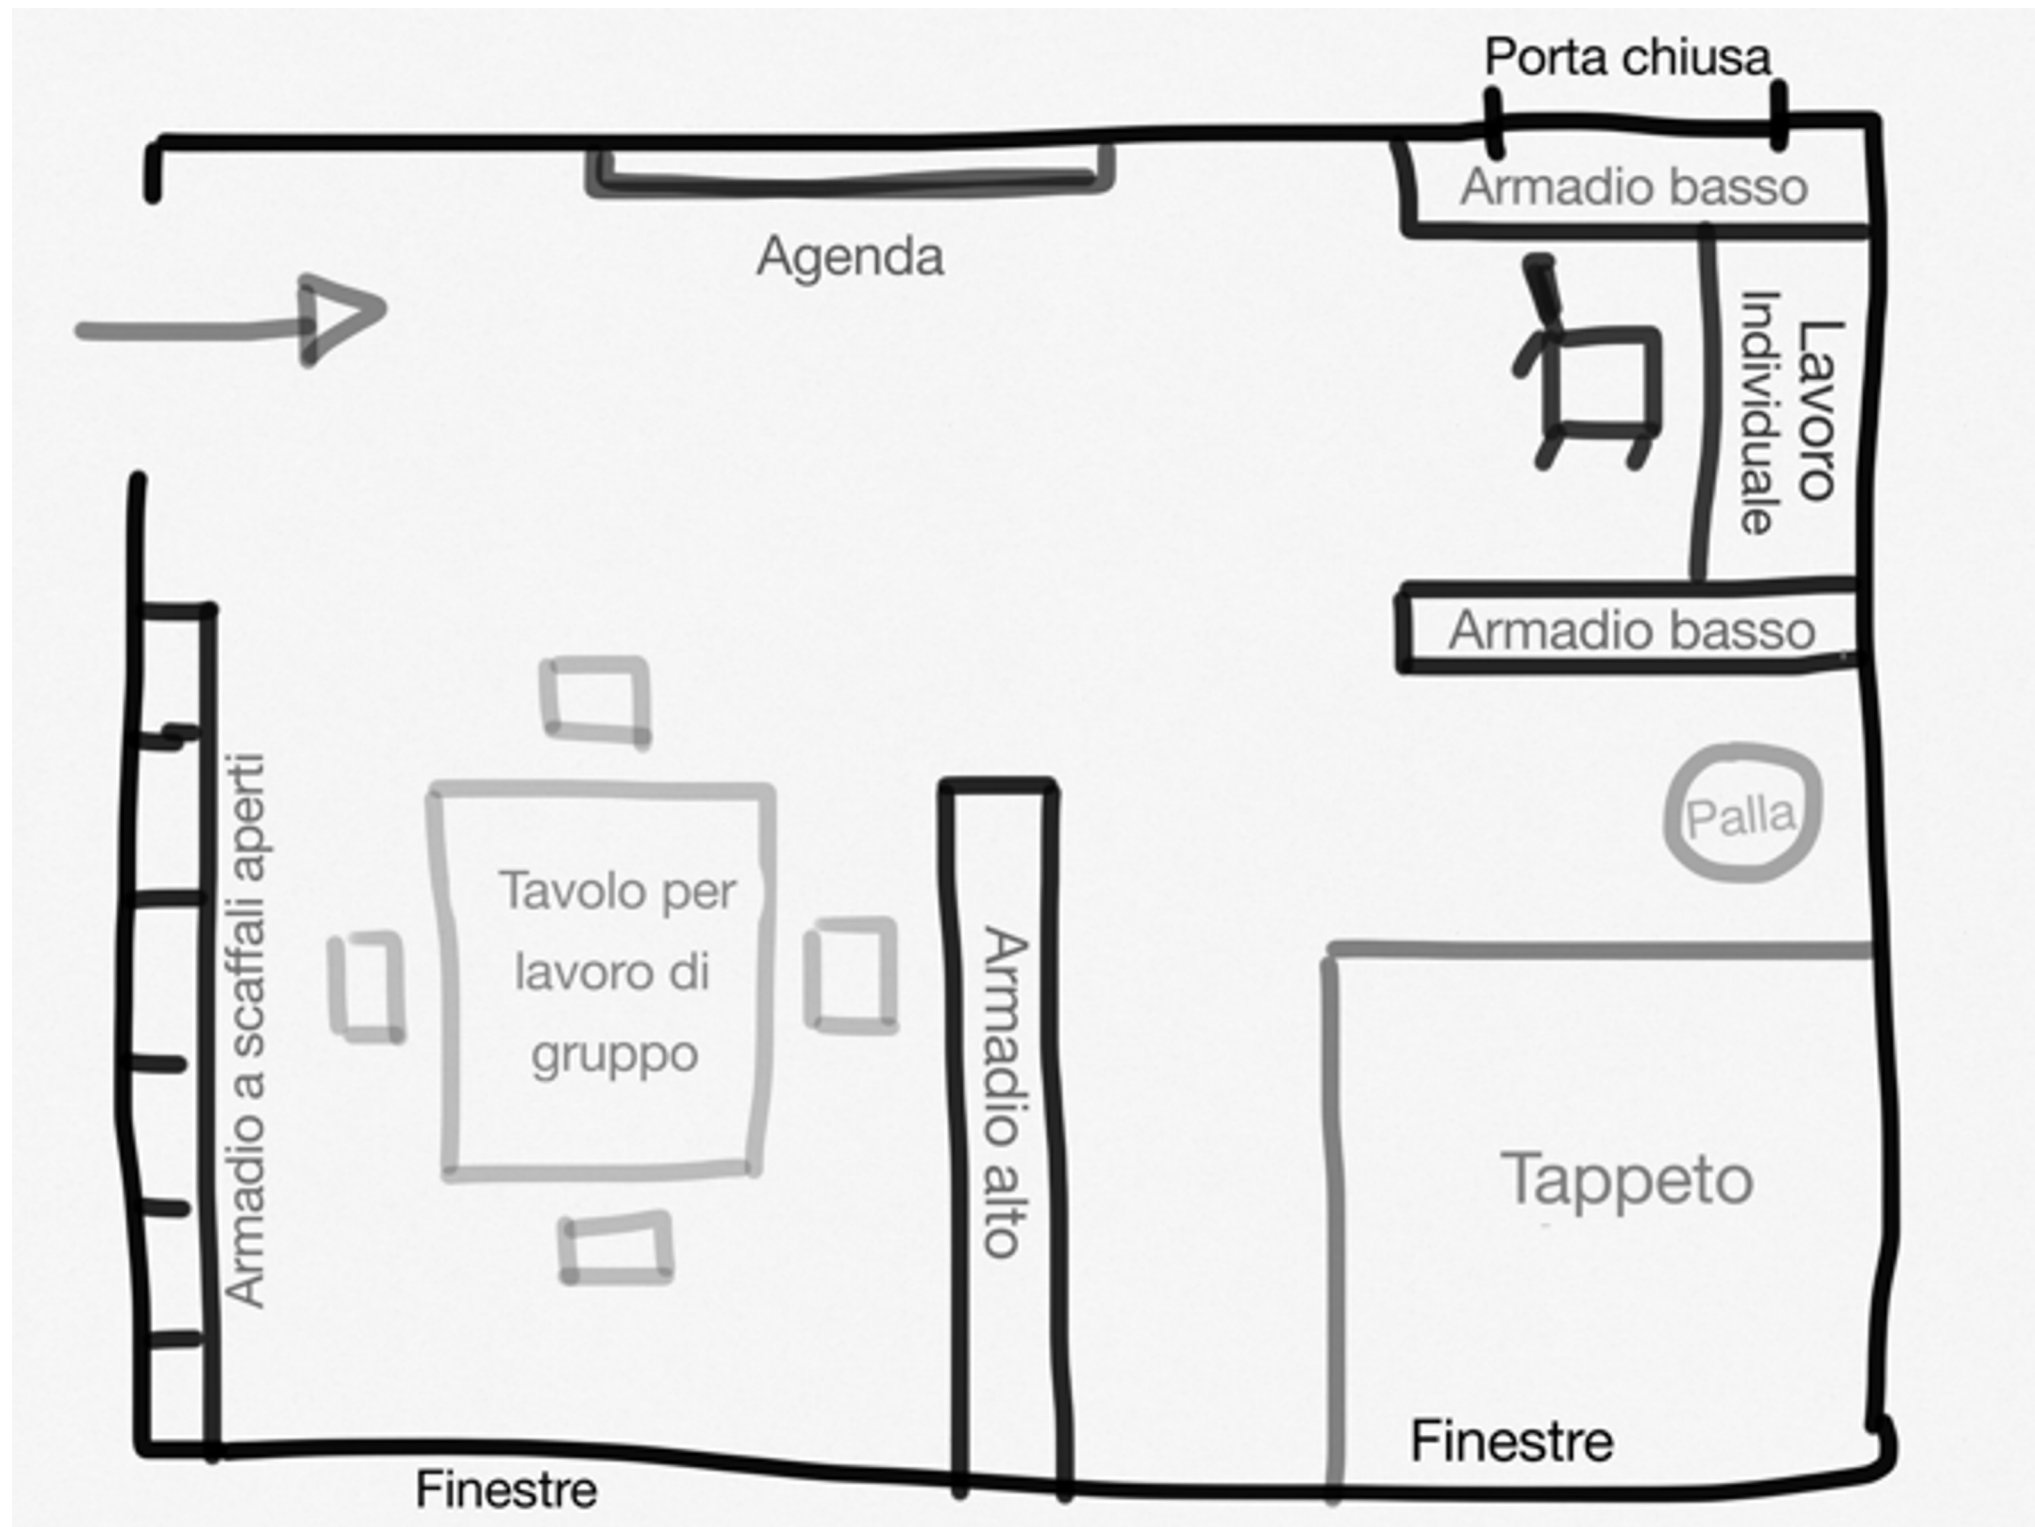 Porta chiusa
Armadio basso
Agenda
Lavoro
Individuale
Armadio basso
Palla
Armadio a scaffali aperti
Tavolo per
lavoro di
gruppo
Armadio alto
Tappeto
Finestre
Finestre